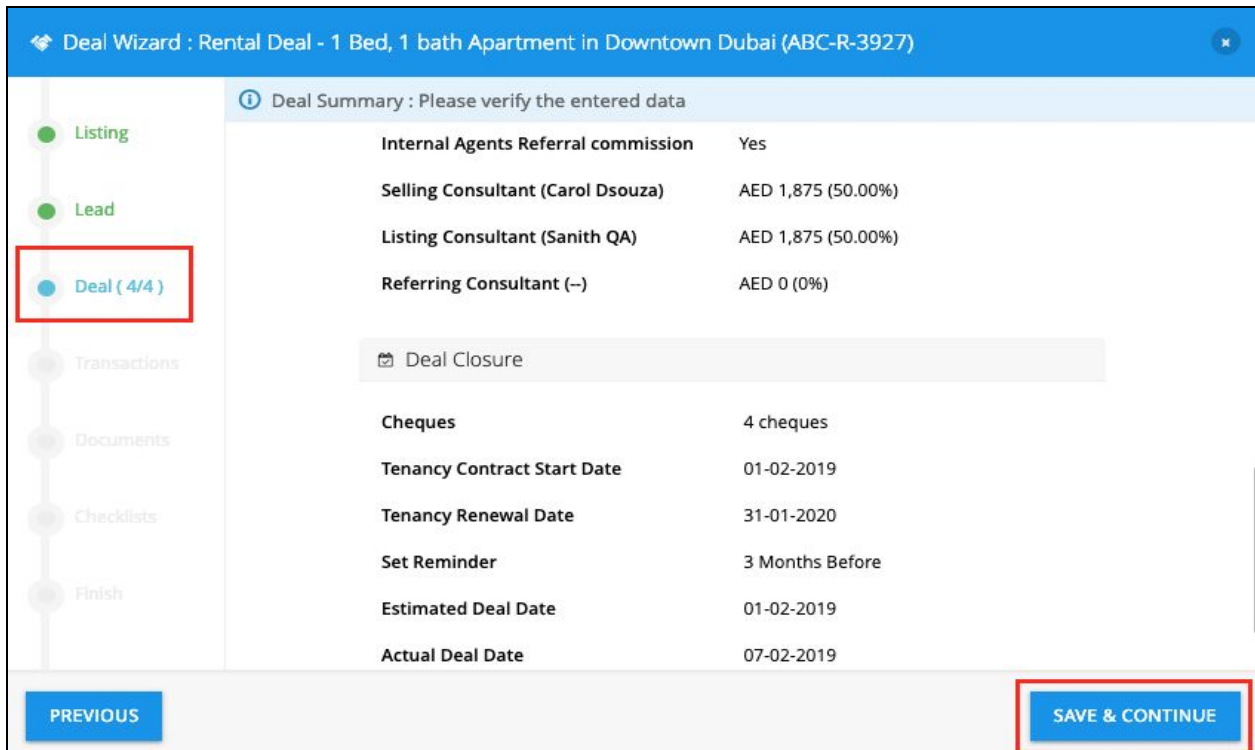 Deal Wizard : Rental Deal - 1 Bed, 1 bath Apartment in Downtown Dubai (ABC-R-3927)
Deal Summary : Please verify the entered data
Listing
Lead
Deal ( 4/4 )
Transactions
Documents
Checklists
Finish
Internal Agents Referral commission Yes
Selling Consultant (Carol Dsouza) AED 1,875 (50.00%)
Listing Consultant (Sanith QA) AED 1,875 (50.00%)
Referring Consultant (--) AED 0 (0%)
Deal Closure
Cheques 4 cheques
Tenancy Contract Start Date 01-02-2019
Tenancy Renewal Date 31-01-2020
Set Reminder 3 Months Before
Estimated Deal Date 01-02-2019
Actual Deal Date 07-02-2019
PREVIOUS
SAVE & CONTINUE